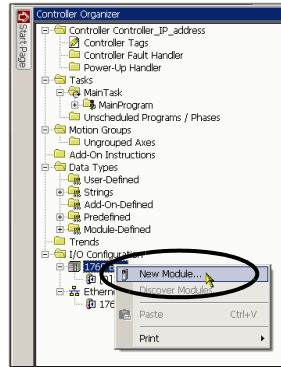 Controller Organizer
Start Page
Controller Controller_IP_address
Controller Tags
Controller Fault Handler
Power-Up Handler
Tasks
MainTask
MainProgram
Unscheduled Programs / Phases
Motion Groups
Ungrouped Axes
Add-On Instructions
Data Types
User-Defined
Strings
Add-On-Defined
Predefined
Module-Defined
Trends
I/O Configuration
New Module...
Discover Modules
Ethern
176
Paste Ctrl+V
Print